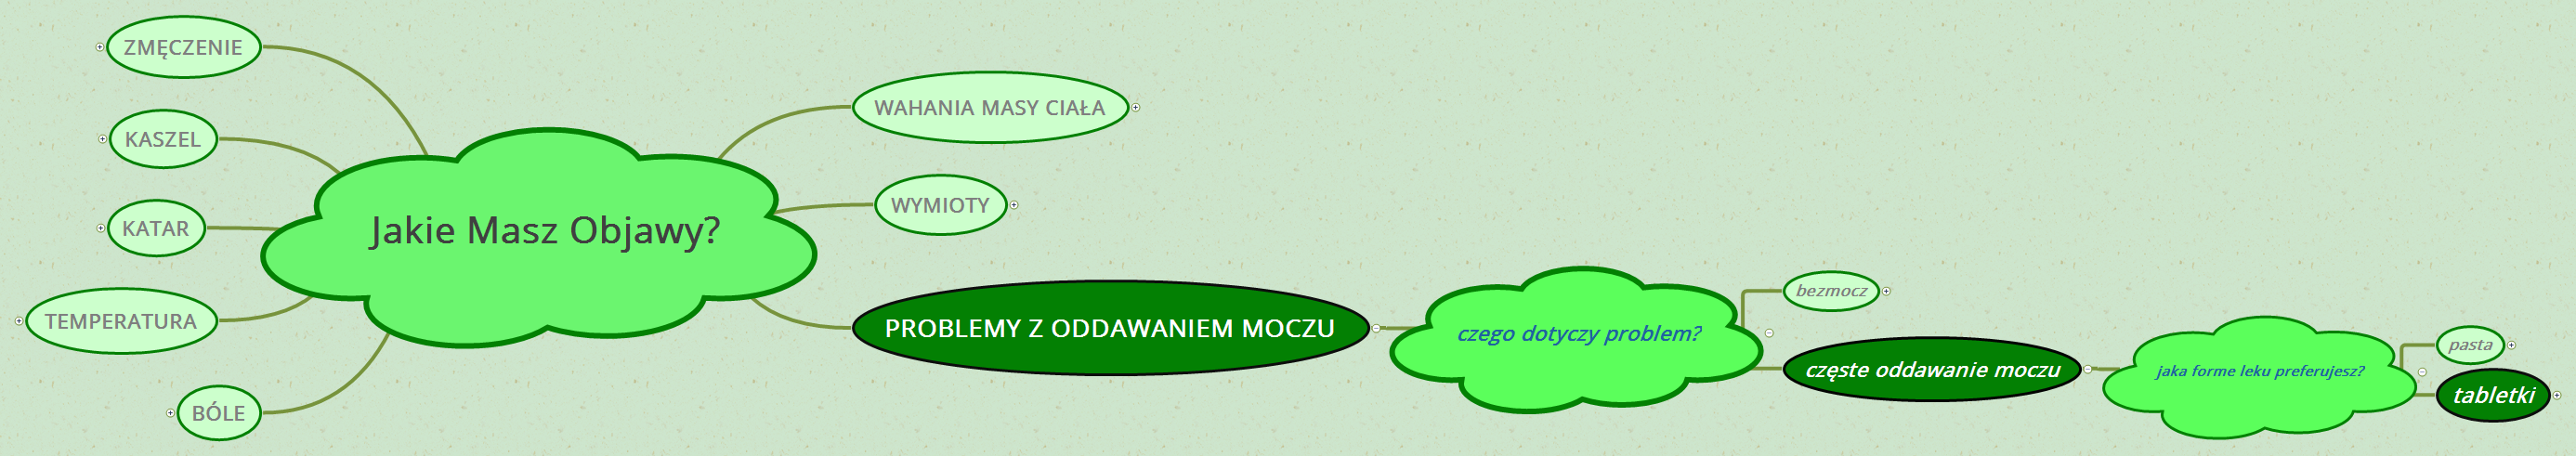 ZMĘCZENIE
KASZEL
KATAR
TEMPERATURA
BÓLE
Jakie Masz Objawy?
WAHANIA MASY CIAŁA
WYMIOTY
PROBLEMY Z ODDAWANIEM MOCZU
czego dotyczy problem?
bezmocz
częste oddawanie moczu
jaka forme leku preferujesz?
pasta
tabletki